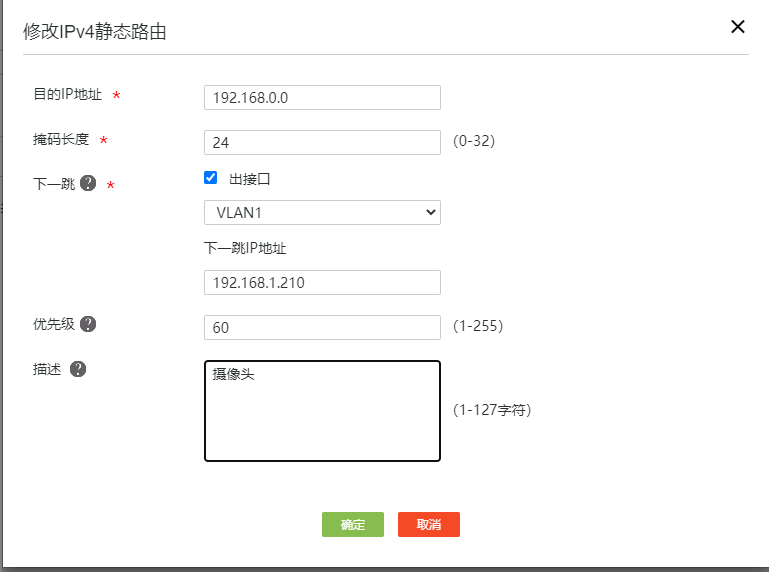 修改IPv4静态路由
目的IP地址 * 192.168.0.0
掩码长度 * 24 (0-32)
下一跳 ? * 出接口
VLAN1
下一跳IP地址
192.168.1.210
优先级 ? 60 (1-255)
描述 ? 摄像头
(1-127字符)
确定 取消